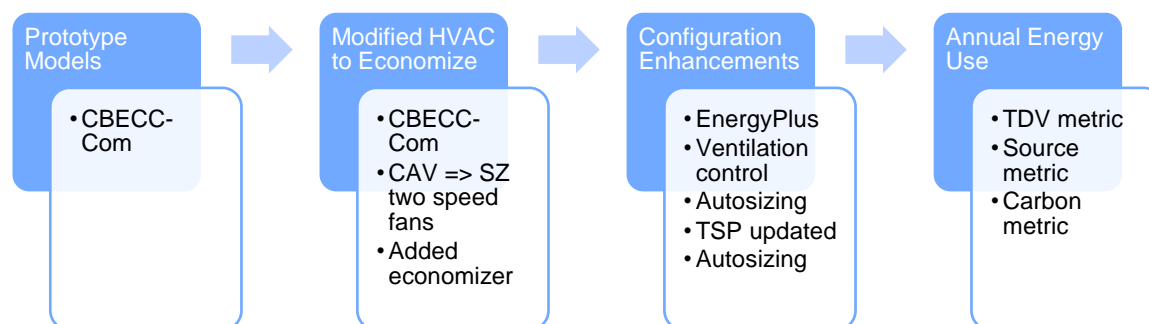 Prototype
Models
• CBECC-
Com
Modified HVAC
to Economize
• CBECC-
Com
• CAV => SZ
two speed
fans
• Added
economizer
Configuration
Enhancements
• EnergyPlus
• Ventilation
control
• Autosizing
• TSP updated
• Autosizing
Annual Energy
Use
• TDV metric
• Source
metric
• Carbon
metric